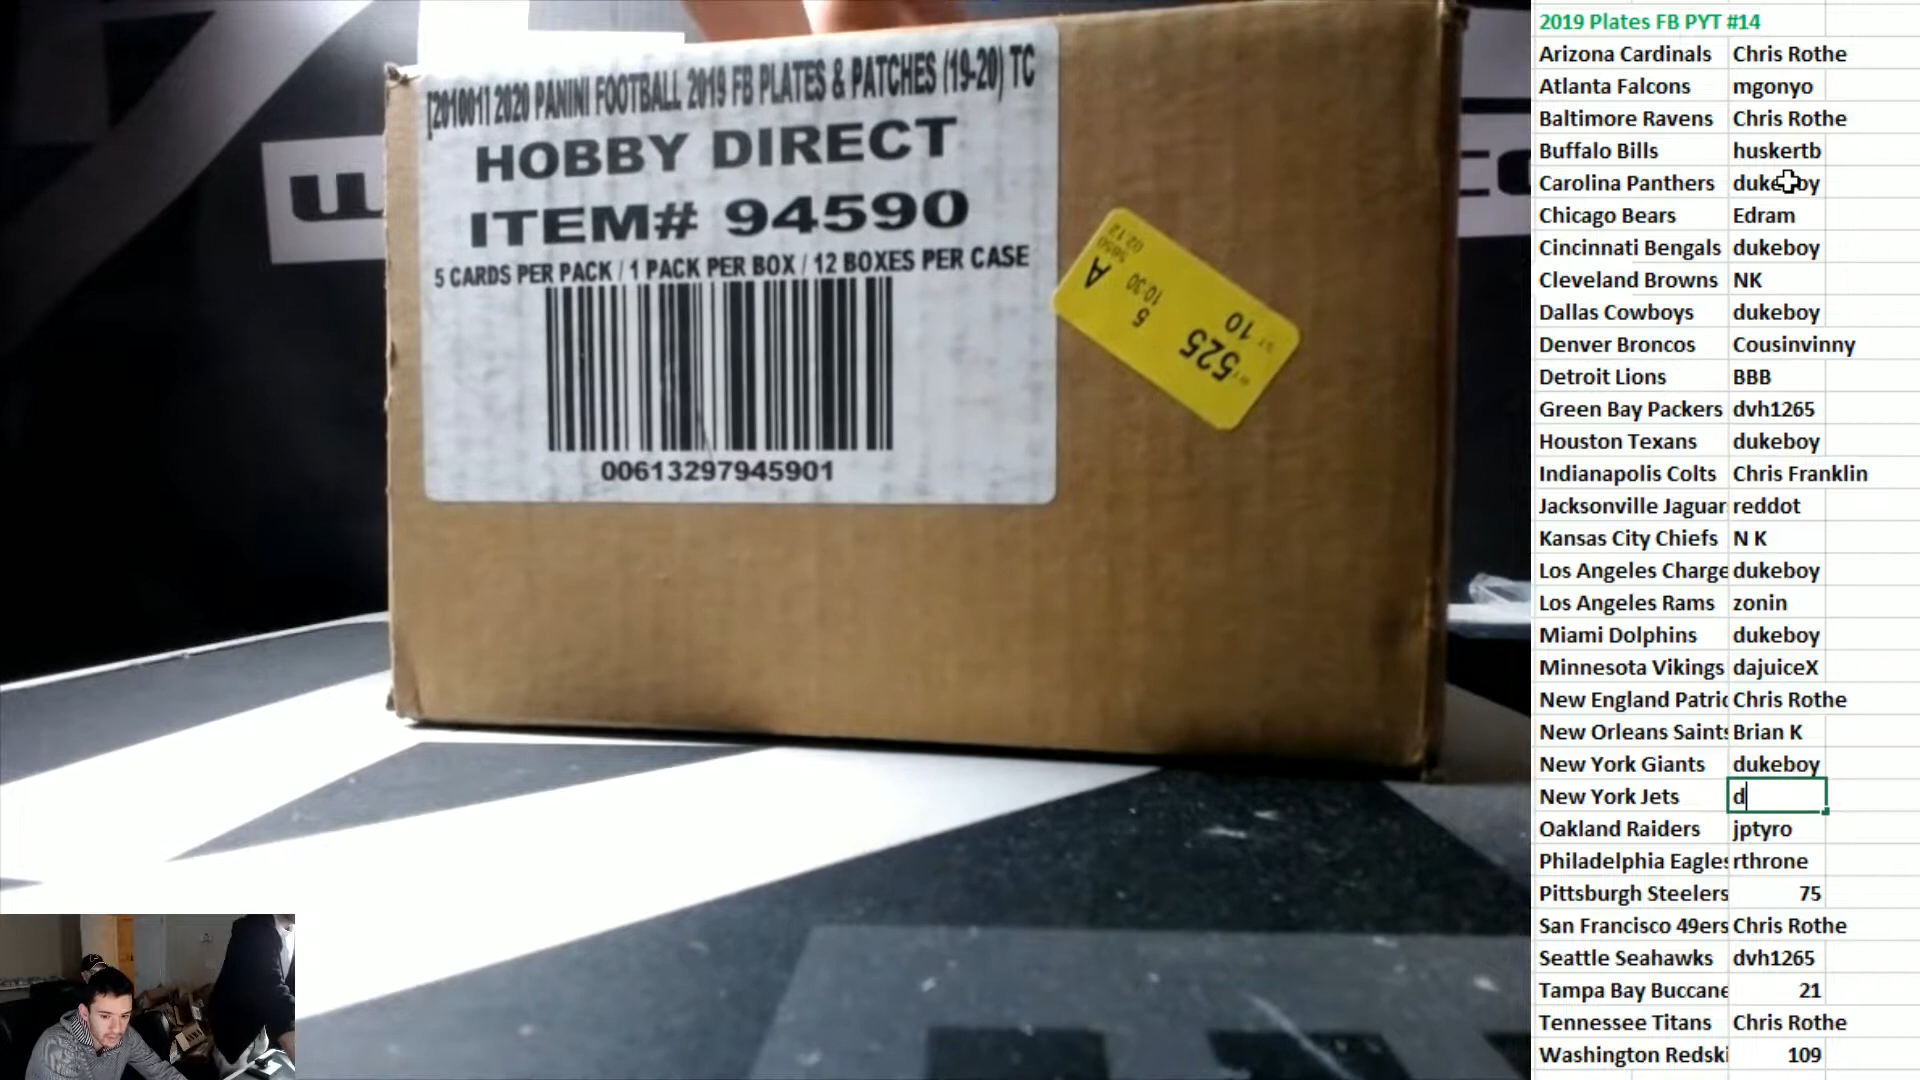 [201001] 2020 PANINI FOOTBALL 2019 FB PLATES & PATCHES (19-20) TC
HOBBY DIRECT
ITEM# 94590
5 CARDS PER PACK / 1 PACK PER BOX / 12 BOXES PER CASE
00613297945901
A
5
10:30
525
10
02.12
2019 Plates FB PYT #14
Arizona Cardinals Chris Rothe
Atlanta Falcons mgonyo
Baltimore Ravens Chris Rothe
Buffalo Bills huskertb
Carolina Panthers dukeboy
Chicago Bears Edram
Cincinnati Bengals dukeboy
Cleveland Browns NK
Dallas Cowboys dukeboy
Denver Broncos Cousinvinny
Detroit Lions BBB
Green Bay Packers dvh1265
Houston Texans dukeboy
Indianapolis Colts Chris Franklin
Jacksonville Jaguar reddot
Kansas City Chiefs N K
Los Angeles Charge dukeboy
Los Angeles Rams zonin
Miami Dolphins dukeboy
Minnesota Vikings dajuiceX
New England Patric Chris Rothe
New Orleans Saints Brian K
New York Giants dukeboy
New York Jets d
Oakland Raiders jptyro
Philadelphia Eagles rthrone
Pittsburgh Steelers 75
San Francisco 49ers Chris Rothe
Seattle Seahawks dvh1265
Tampa Bay Buccane 21
Tennessee Titans Chris Rothe
Washington Redski 109